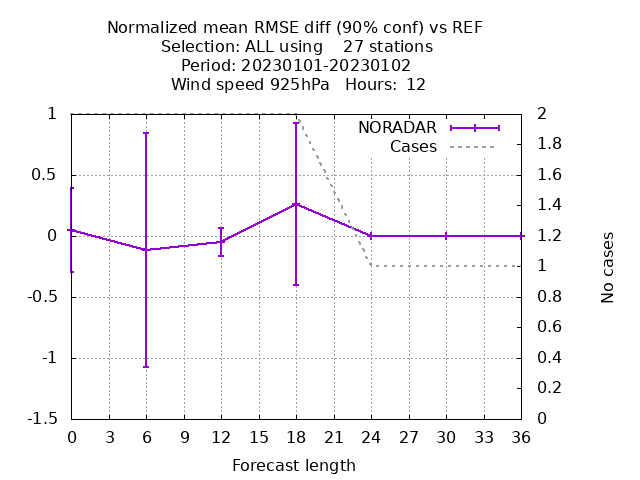 Normalized mean RMSE diff (90% conf) vs REF
Selection: ALL using    27 stations
Period: 20230101-20230102
Wind speed 925hPa   Hours:  12
NORADAR
Cases
1
0.5
0
-0.5
-1
-1.5
2
1.8
1.6
1.4
1.2
1
0.8
0.6
0.4
0.2
0
No cases
0 3 6 9 12 15 18 21 24 27 30 33 36
Forecast length